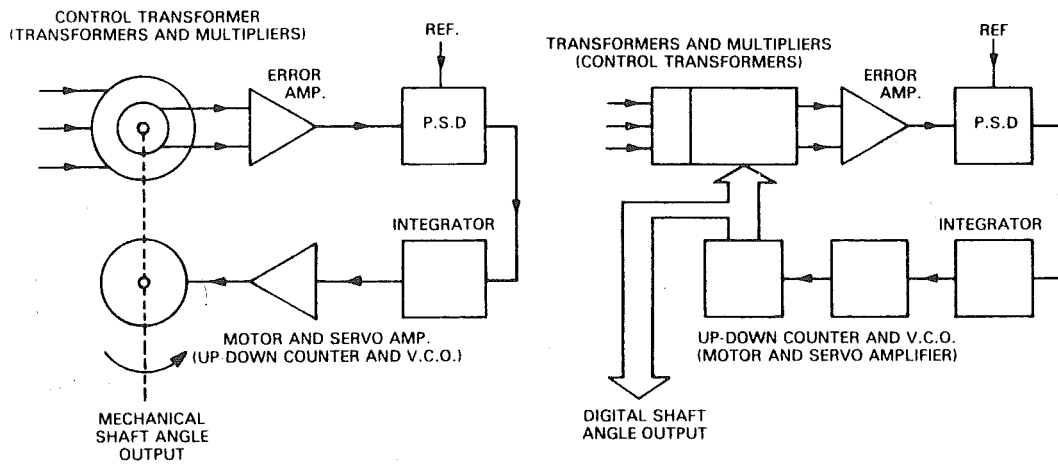 CONTROL TRANSFORMER
(TRANSFORMERS AND MULTIPLIERS)
REF.
ERROR
AMP.
P.S.D
INTEGRATOR
MOTOR AND SERVO AMP.
(UP-DOWN COUNTER AND V.C.O.)
MECHANICAL
SHAFT ANGLE
OUTPUT
TRANSFORMERS AND MULTIPLIERS
(CONTROL TRANSFORMERS)
REF
ERROR
AMP.
P.S.D
INTEGRATOR
UP-DOWN COUNTER AND V.C.O.
(MOTOR AND SERVO AMPLIFIER)
DIGITAL SHAFT
ANGLE OUTPUT